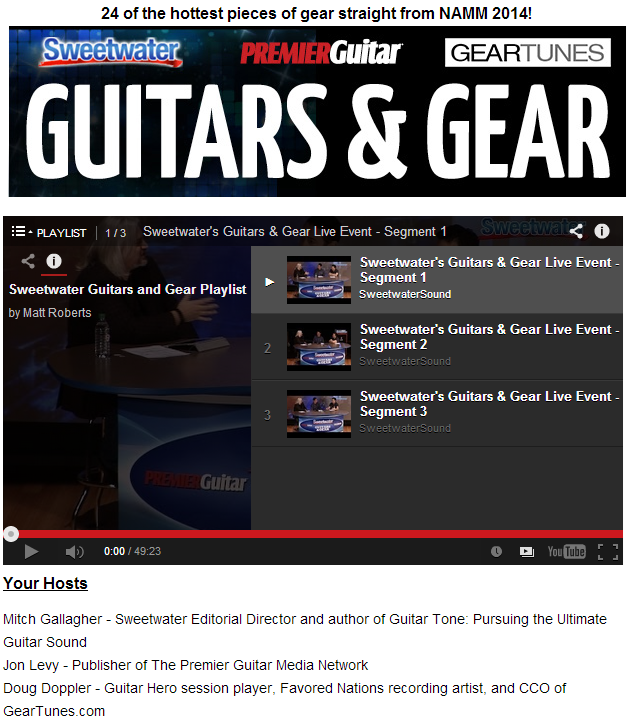 24 of the hottest pieces of gear straight from NAMM 2014!
Sweetwater PREMIER Guitar GEARTUNES
GUITARS & GEAR
PLAYLIST 1 / 3 Sweetwater's Guitars & Gear Live Event - Segment 1
Sweetwater
Sweetwater Guitars and Gear Playlist
by Matt Roberts
Sweetwater's Guitars & Gear Live Event -
Segment 1
SweetwaterSound
2
Sweetwater's Guitars & Gear Live Event -
Segment 2
SweetwaterSound
3
Sweetwater's Guitars & Gear Live Event -
Segment 3
SweetwaterSound
PREMIER Guitar
0:00 / 49:23
YouTube
Your Hosts
Mitch Gallagher - Sweetwater Editorial Director and author of Guitar Tone: Pursuing the Ultimate
Guitar Sound
Jon Levy - Publisher of The Premier Guitar Media Network
Doug Doppler - Guitar Hero session player, Favored Nations recording artist, and CCO of
GearTunes.com